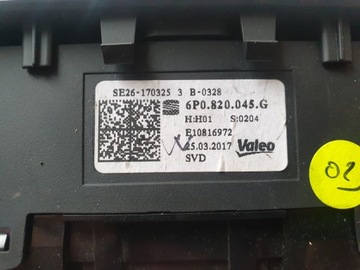 SE26-170325 3 B-0328
6P0.820.045.G
H:H01 S:0204
E10816972
25.03.2017
Valeo
SVD
02